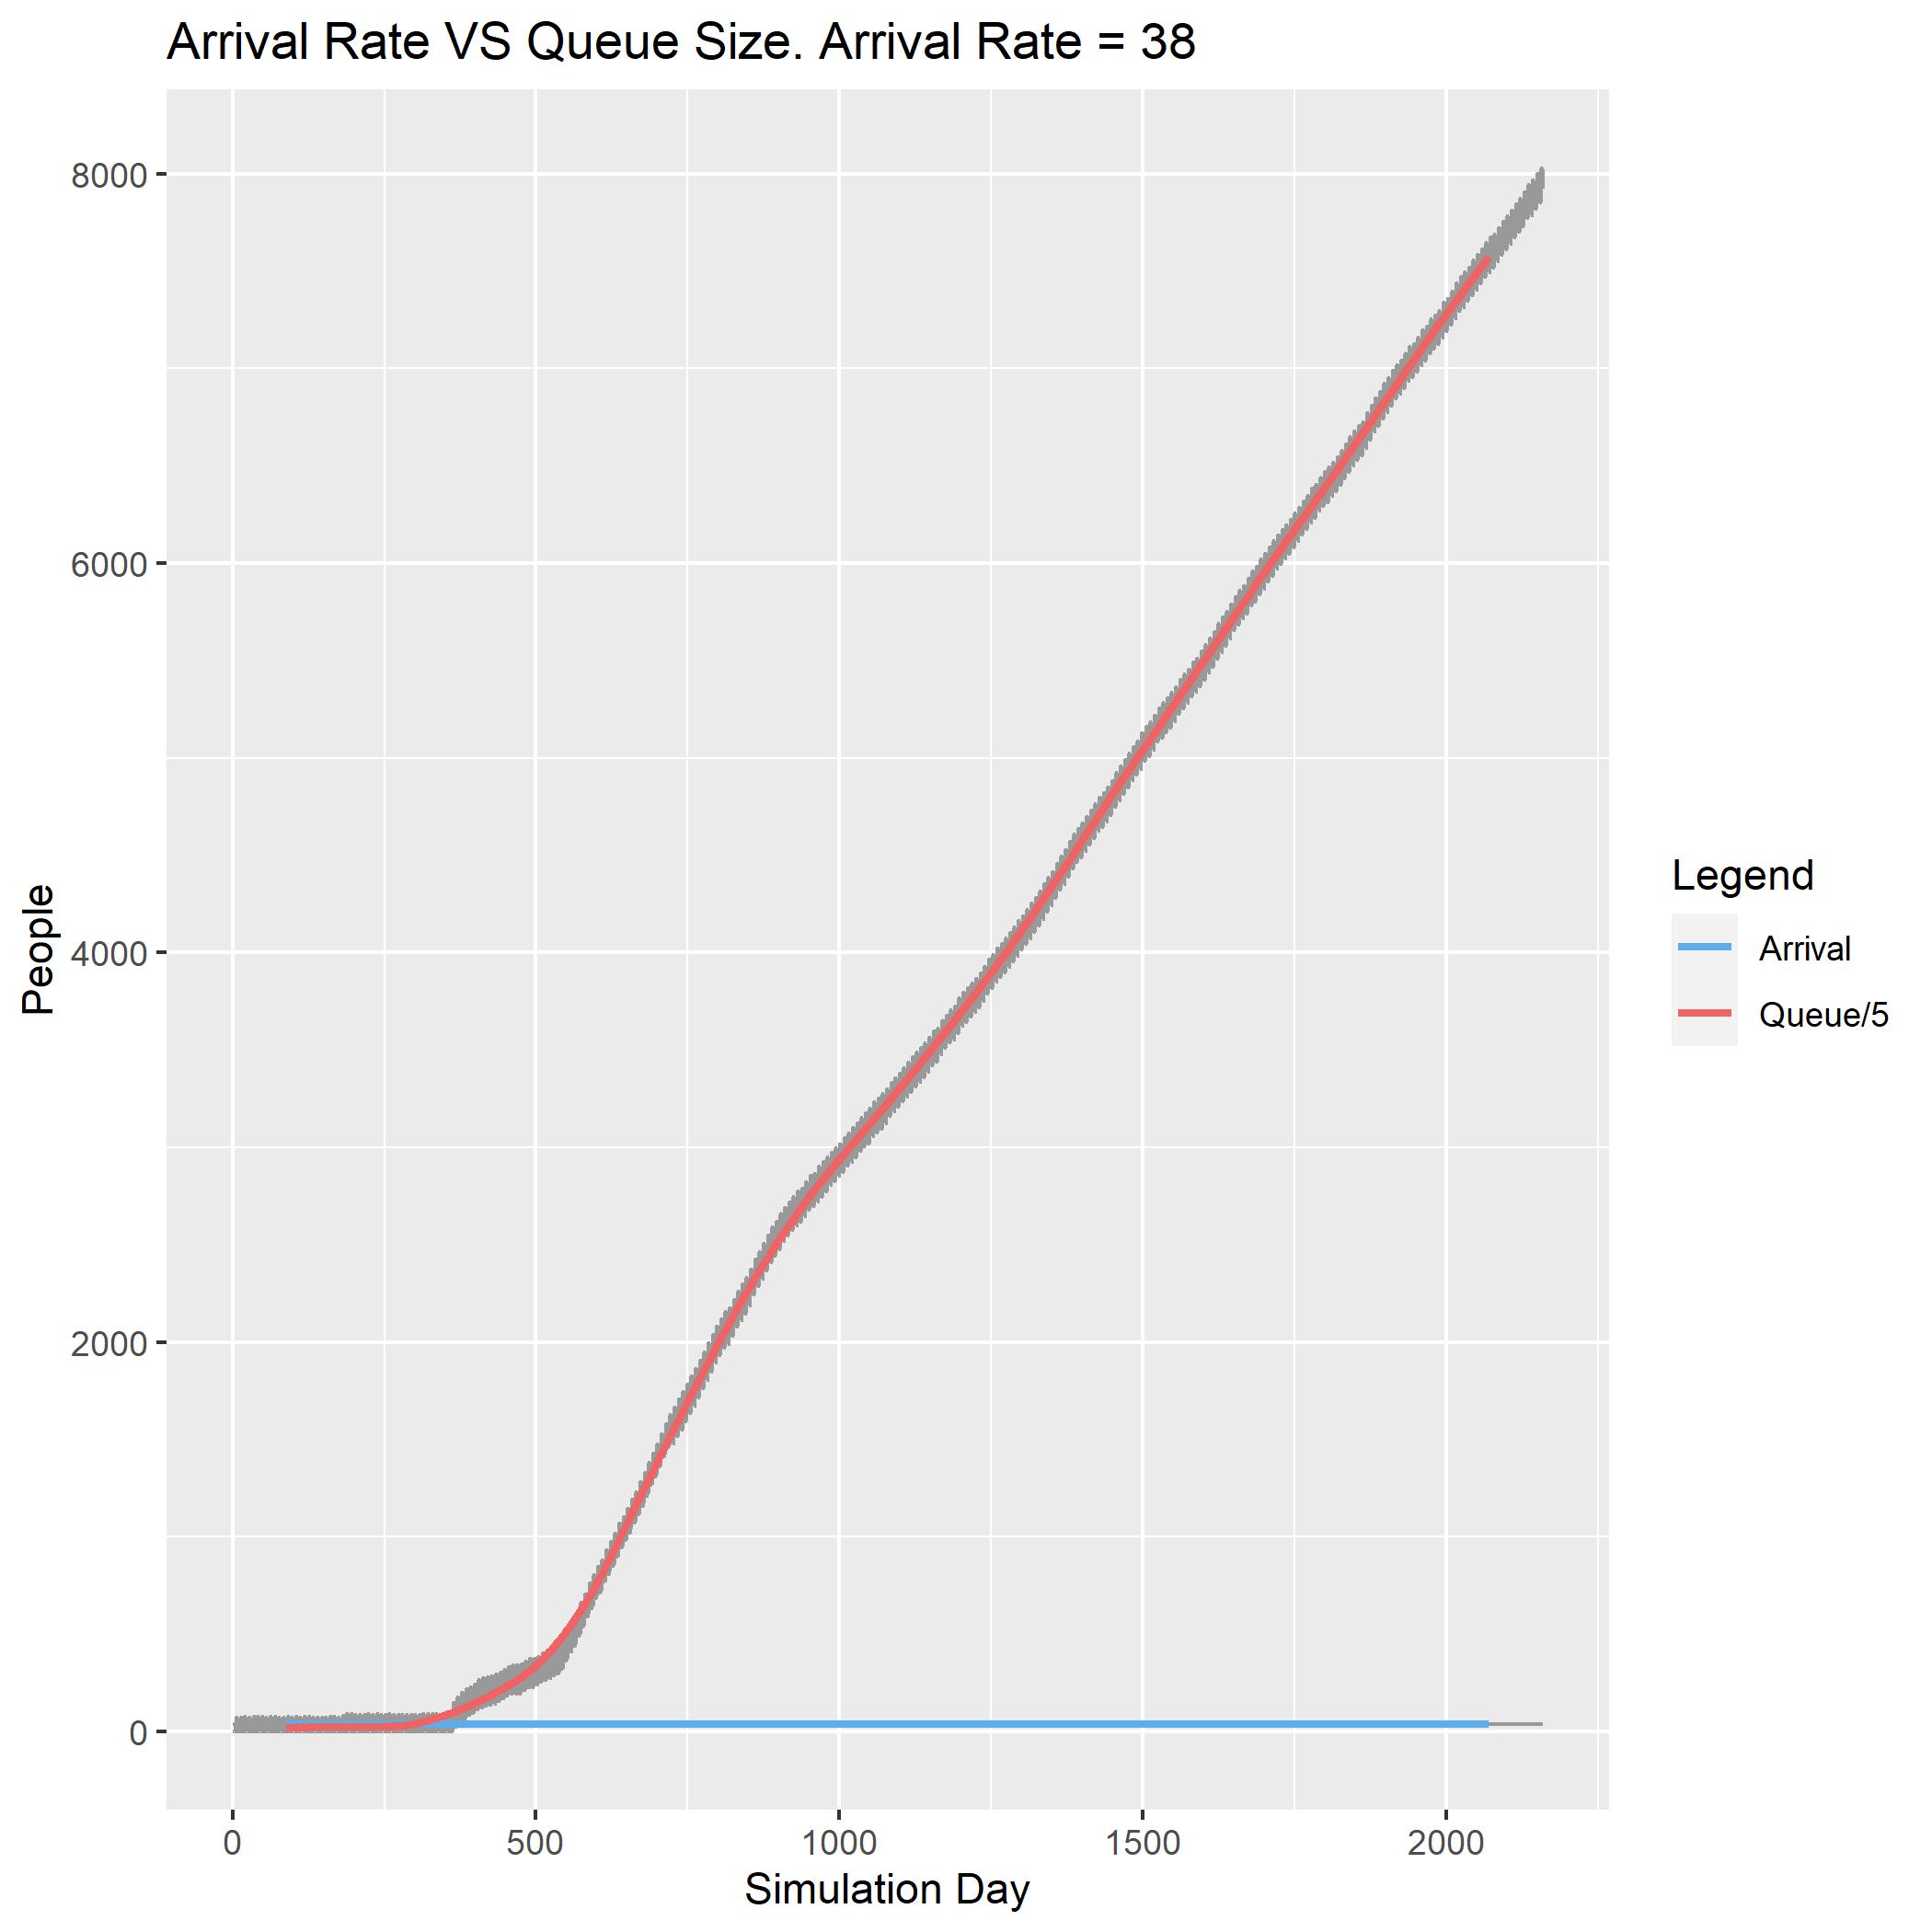 Arrival Rate VS Queue Size. Arrival Rate = 38
8000
6000
4000
2000
0
People
0 500 1000 1500 2000
Simulation Day
Legend
Arrival
Queue/5